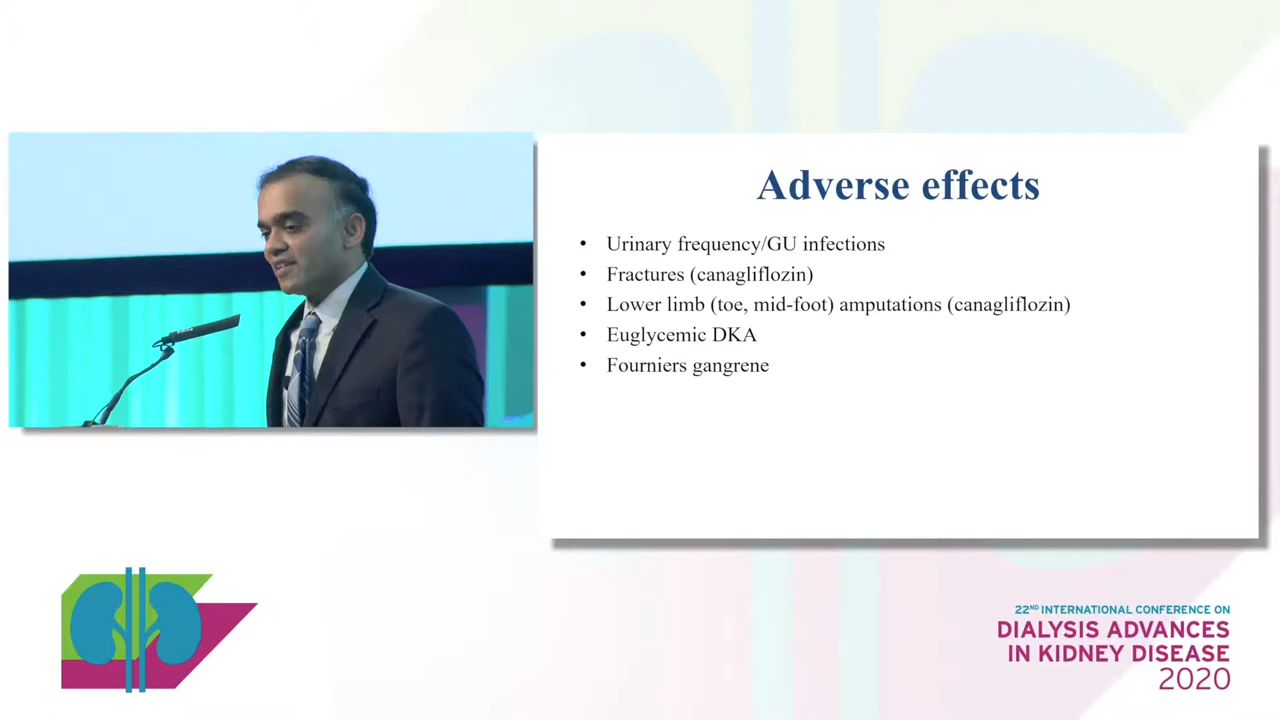 Adverse effects
• Urinary frequency/GU infections
• Fractures (canagliflozin)
• Lower limb (toe, mid-foot) amputations (canagliflozin)
• Euglycemic DKA
• Fourniers gangrene
22ND INTERNATIONAL CONFERENCE ON
DIALYSIS ADVANCES
IN KIDNEY DISEASE
2020